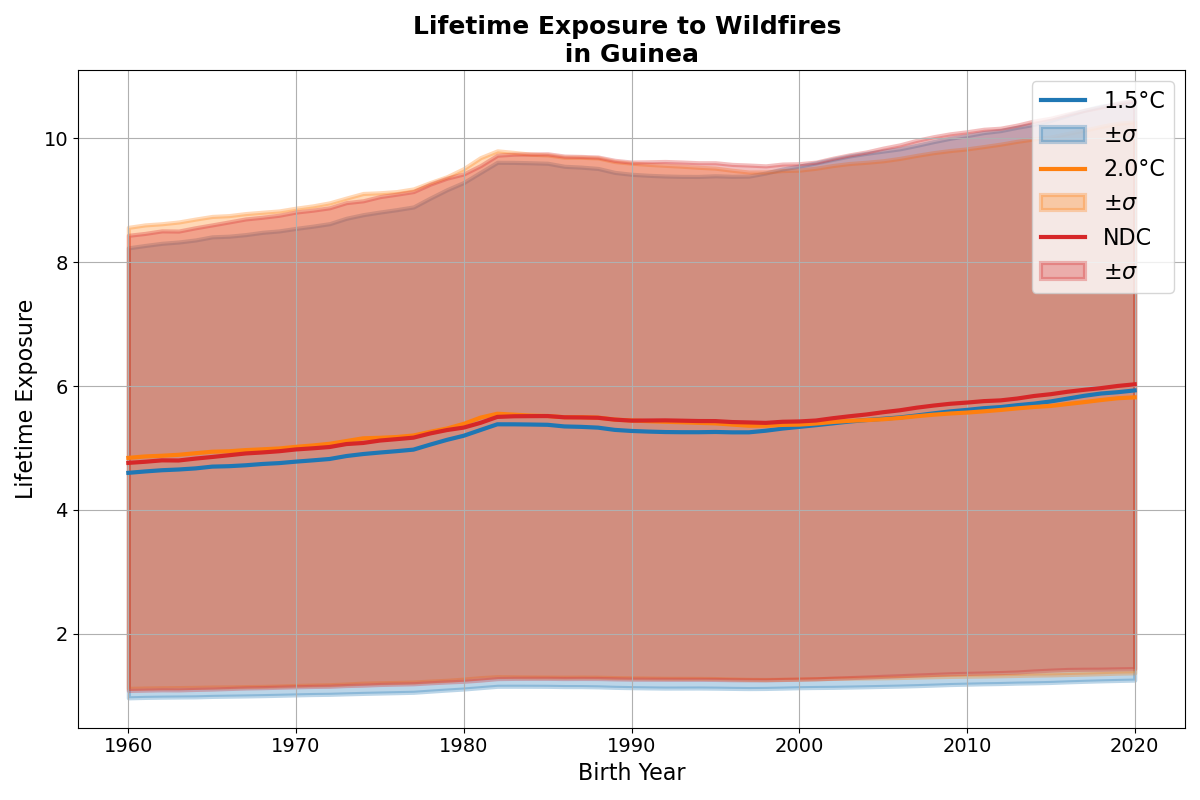 Lifetime Exposure to Wildfires
in Guinea
1.5°C
±σ
2.0°C
±σ
NDC
±σ
Lifetime Exposure
10
8
6
4
2
1960 1970 1980 1990 2000 2010 2020
Birth Year